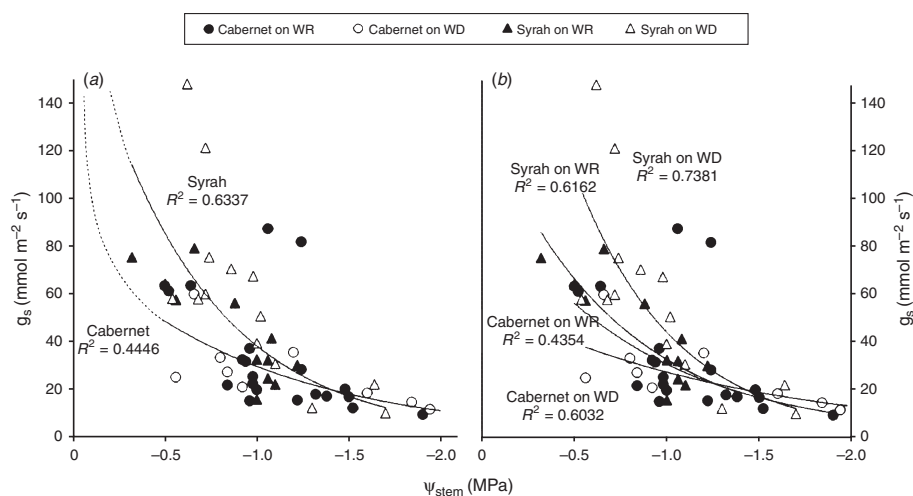 Cabernet on WR Cabernet on WD Syrah on WR Syrah on WD
(a) (b)
140 140
120 120
100 100
80 80
60 60
40 40
20 20
0 0
gs (mmol m−2 s−1) gs (mmol m−2 s−1)
Syrah
R2 = 0.6337
Cabernet
R2 = 0.4446
Syrah on WR
R2 = 0.6162
Syrah on WD
R2 = 0.7381
Cabernet on WR
R2 = 0.4354
Cabernet on WD
R2 = 0.6032
0 −0.5 −1.0 −1.5 −2.0 −0.5 −1.0 −1.5 −2.0
Ψstem (MPa)